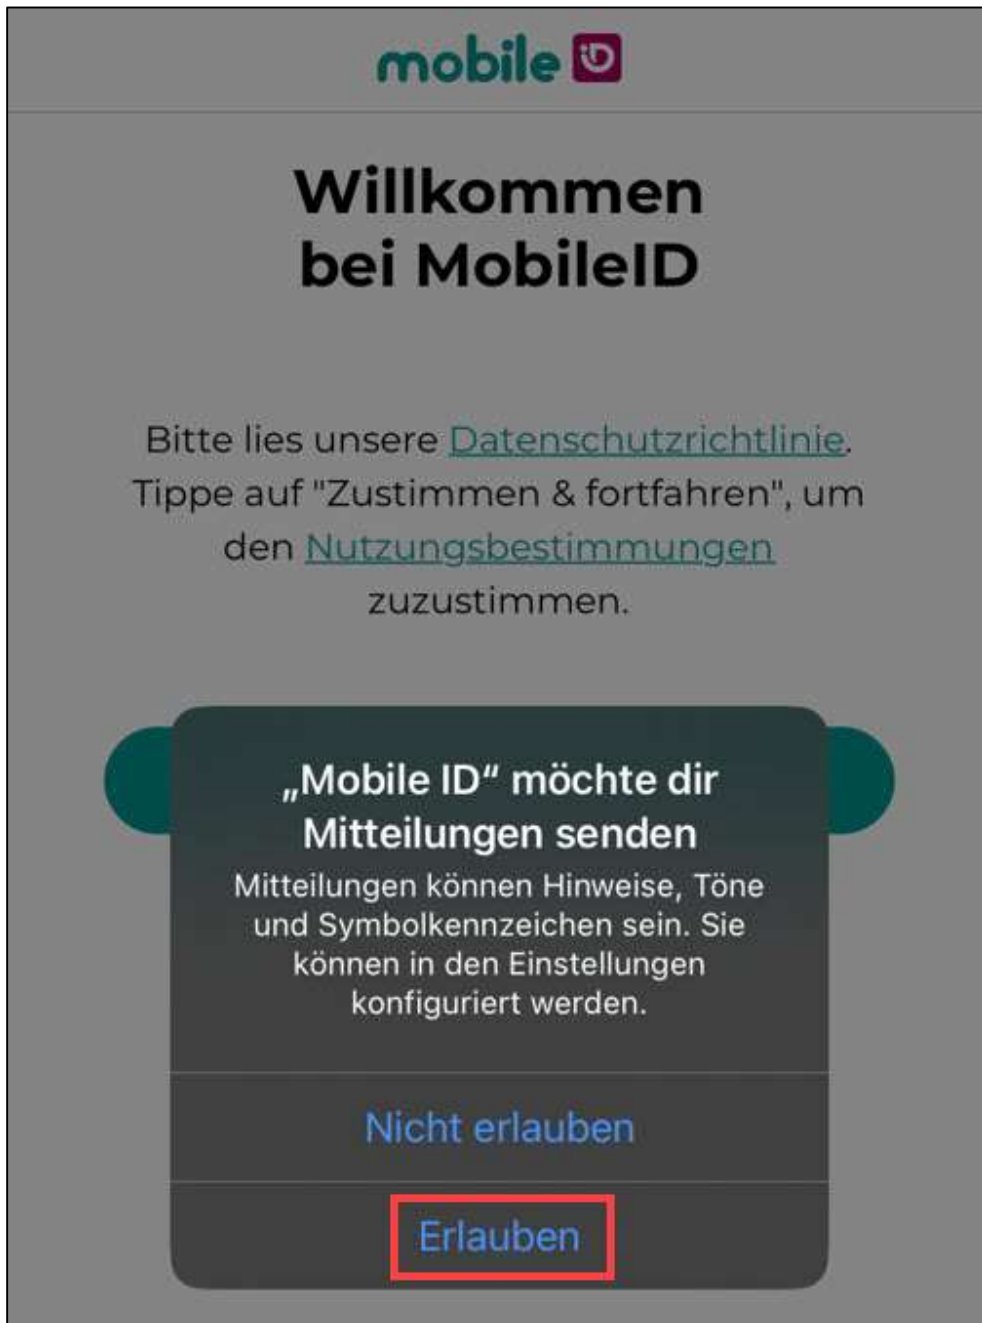 mobile iD
Willkommen
bei MobileID
Bitte lies unsere Datenschutzrichtlinie.
Tippe auf "Zustimmen & fortfahren", um
den Nutzungsbestimmungen
zuzustimmen.
„Mobile ID“ möchte dir
Mitteilungen senden
Mitteilungen können Hinweise, Töne
und Symbolkennzeichen sein. Sie
können in den Einstellungen
konfiguriert werden.
Nicht erlauben
Erlauben